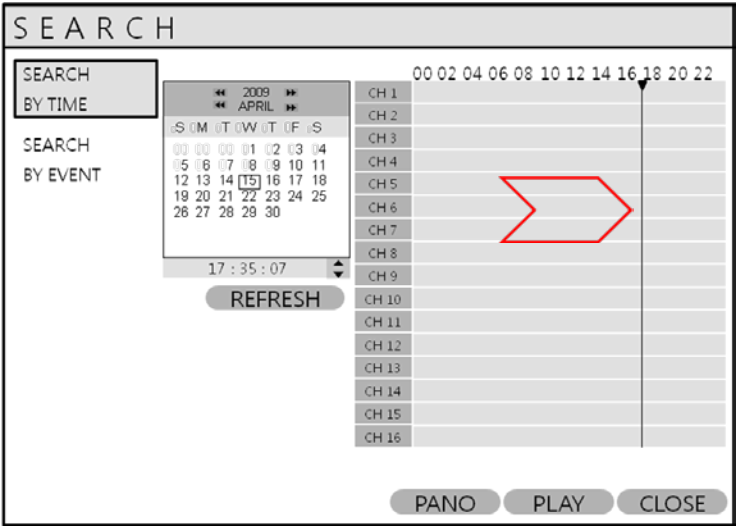 SEARCH
SEARCH
BY TIME
SEARCH
BY EVENT
2009
APRIL
S M T W T F S
00 00 00 01 02 03 04
05 06 07 08 09 10 11
12 13 14 15 16 17 18
19 20 21 22 23 24 25
26 27 28 29 30
17 : 35 : 07
REFRESH
00 02 04 06 08 10 12 14 16 18 20 22
CH 1
CH 2
CH 3
CH 4
CH 5
CH 6
CH 7
CH 8
CH 9
CH 10
CH 11
CH 12
CH 13
CH 14
CH 15
CH 16
PANO PLAY CLOSE